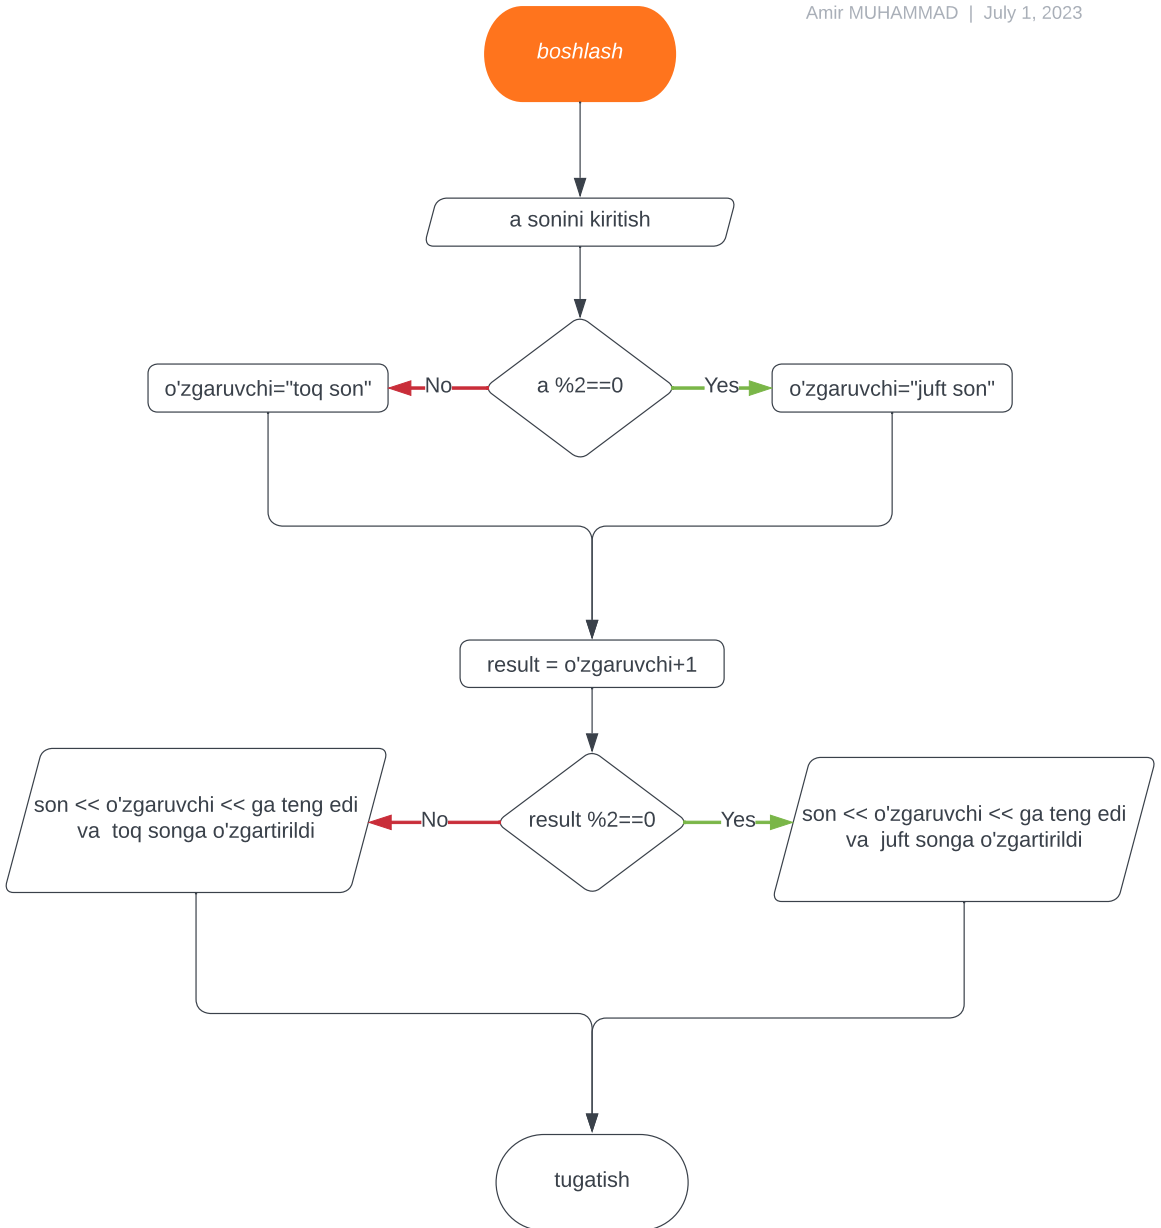 Amir MUHAMMAD | July 1, 2023
boshlash
a sonini kiritish
a %2==0
No
Yes
o'zgaruvchi="toq son"
o'zgaruvchi="juft son"
result = o'zgaruvchi+1
result %2==0
No
Yes
son << o'zgaruvchi << ga teng edi
va toq songa o'zgartirildi
son << o'zgaruvchi << ga teng edi
va juft songa o'zgartirildi
tugatish